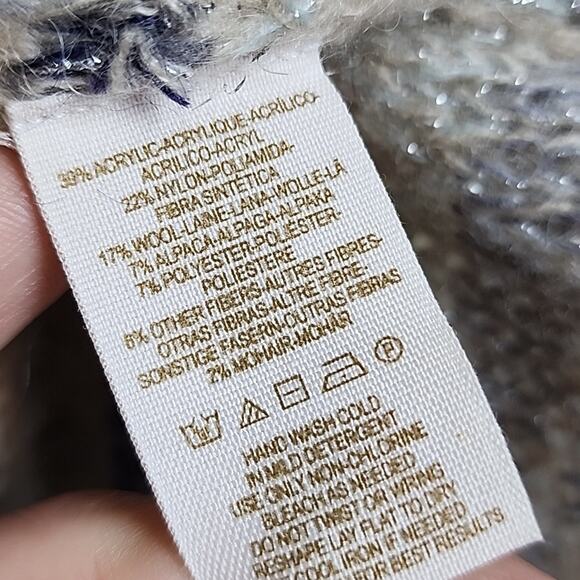 39% ACRYLIC-ACRYLIQUE-ACRÍLICO-
ACRILICO-ACRYL
22% NYLON-POLIAMIDA-
FIBRA SINTETICA
17% WOOL-LAINE-LANA-WOLLE-LÃ
7% ALPACA-ALPAGA-ALPAKA
7% POLYESTER-POLIÉSTER-
POLIESTERE
6% OTHER FIBERS-AUTRES FIBRES-
OTRAS FIBRAS-ALTRE FIBRE-
SONSTIGE FASERN-OUTRAS FIBRAS
2% MOHAIR-MOHAR
P
HAND WASH COLD
IN MILD DETERGENT
USE ONLY NON-CHLORINE
BLEACH AS NEEDED
DO NOT TWIST OR WRING
RESHAPE LAY FLAT TO DRY
COOL IRON IF NEEDED
FOR BEST RESULTS